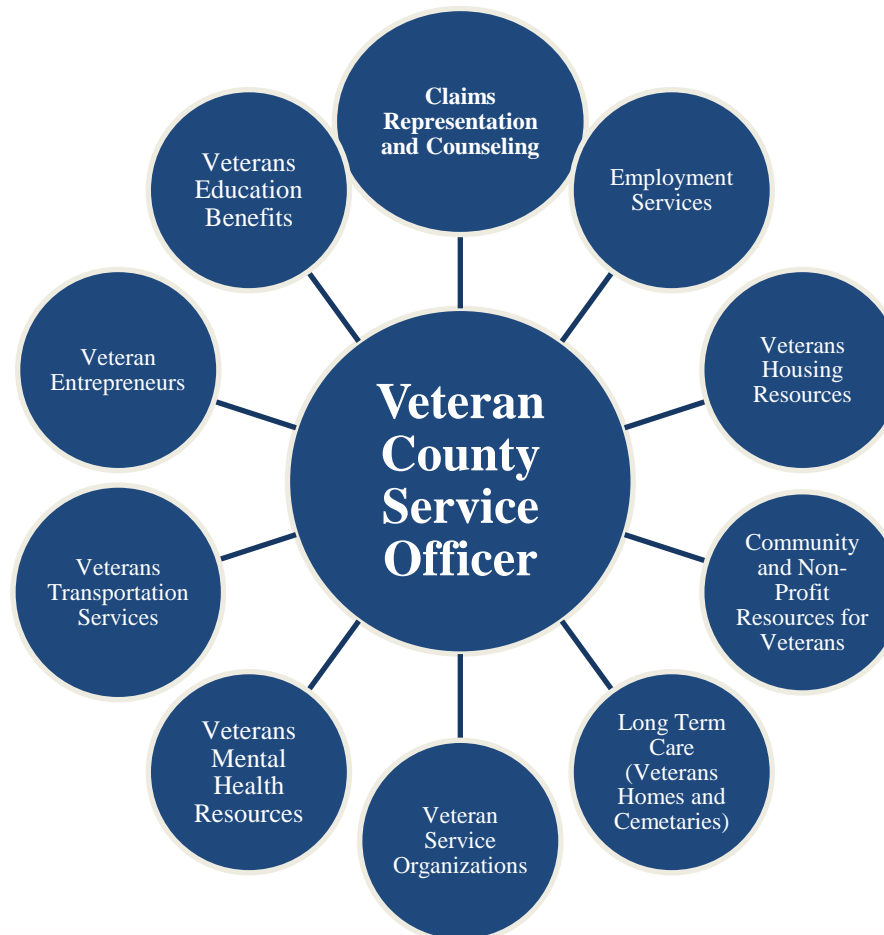 Claims
Representation
and Counseling
Employment
Services
Veterans
Housing
Resources
Community
and Non-
Profit
Resources for
Veterans
Long Term
Care
(Veterans
Homes and
Cemetaries)
Veteran
Service
Organizations
Veterans
Mental
Health
Resources
Veterans
Transportation
Services
Veteran
Entrepreneurs
Veterans
Education
Benefits
Veteran
County
Service
Officer